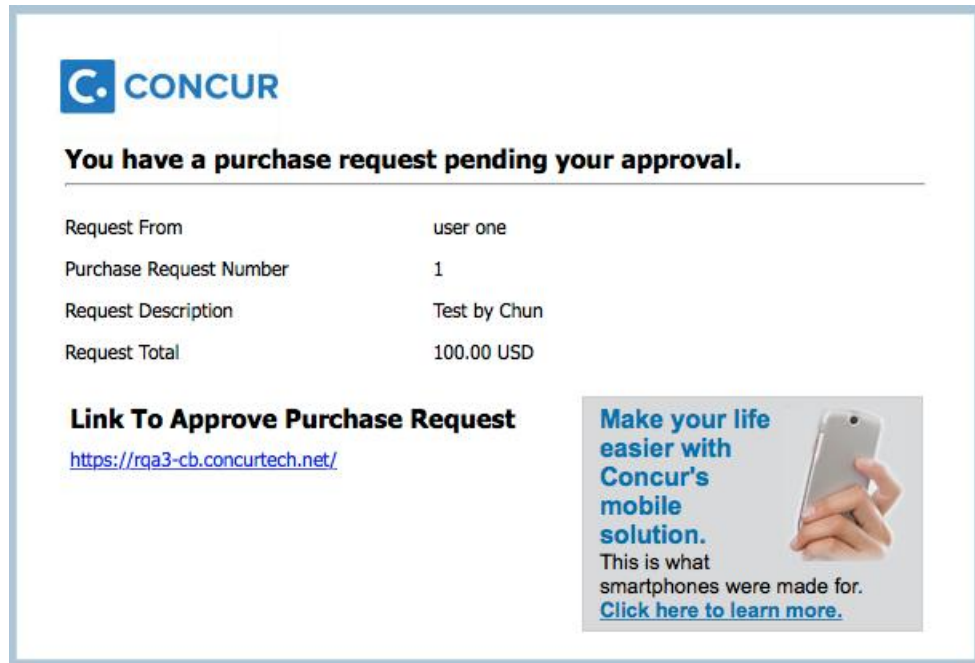 C. CONCUR
You have a purchase request pending your approval.
Request From user one
Purchase Request Number 1
Request Description Test by Chun
Request Total 100.00 USD
Link To Approve Purchase Request
https://rqa3-cb.concurtech.net/
Make your life
easier with
Concur's
mobile
solution.
This is what
smartphones were made for.
Click here to learn more.